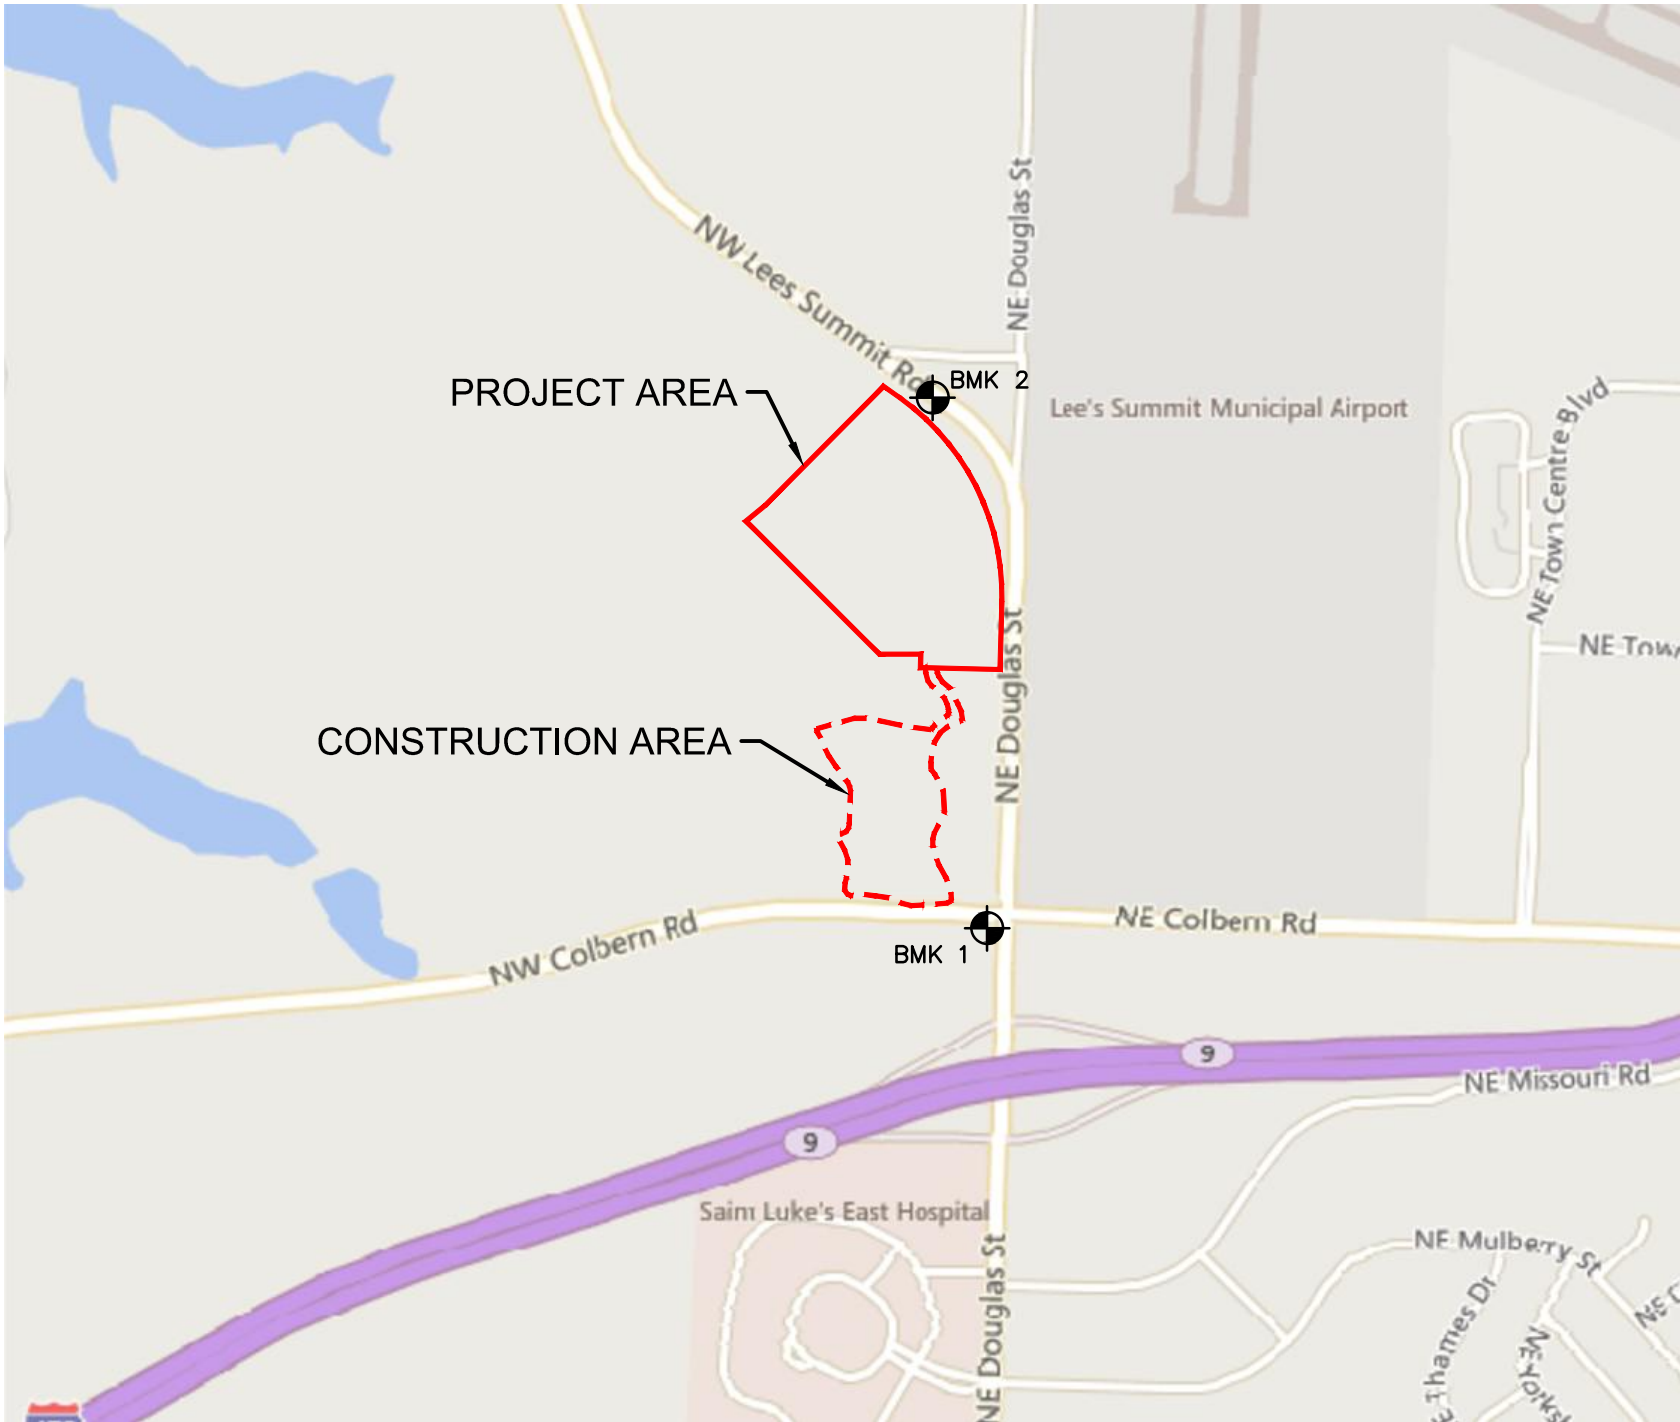 NE Douglas St
NW Lees Summit Rd
PROJECT AREA
BMK 2
Lee's Summit Municipal Airport
NE Town Centre Blvd
NE Tow
NE Douglas St
CONSTRUCTION AREA
NW Colbern Rd
BMK 1
NE Colbern Rd
9
NE Missouri Rd
9
Saint Luke's East Hospital
NE Douglas St
NE Mulberry St
Thames Dr